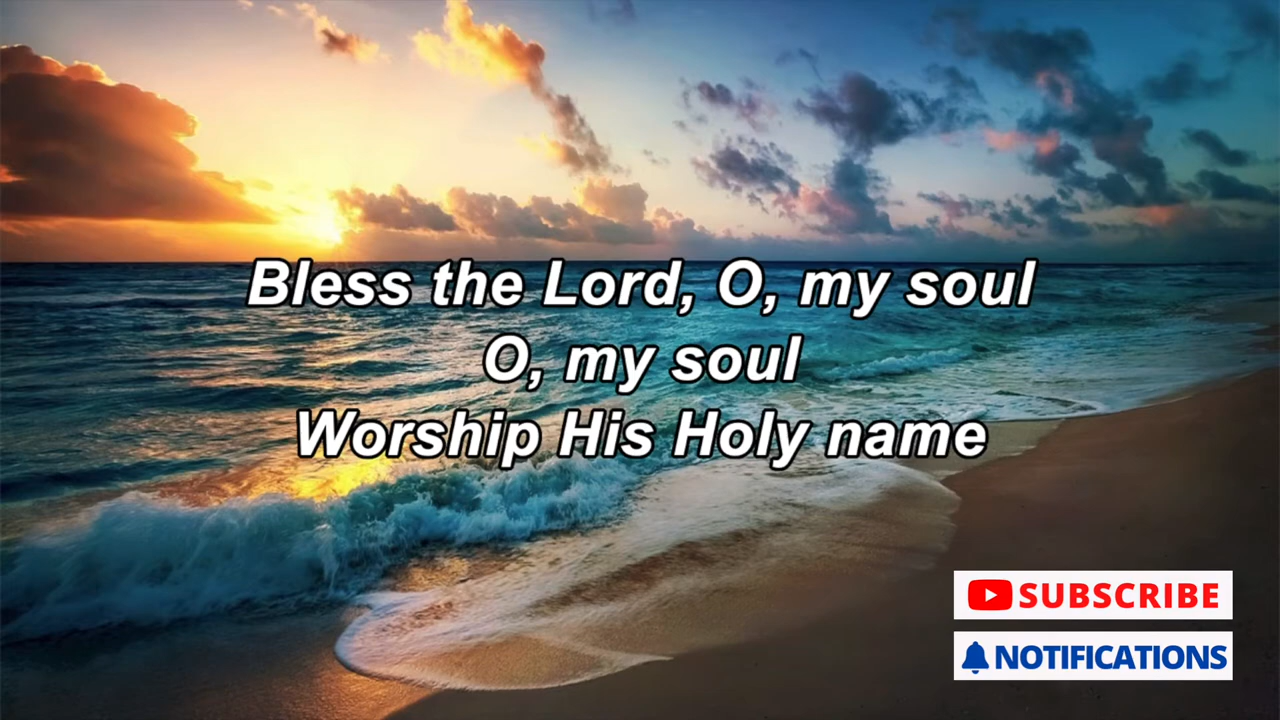 Bless the Lord, O, my soul
O, my soul
Worship His Holy name
SUBSCRIBE
NOTIFICATIONS